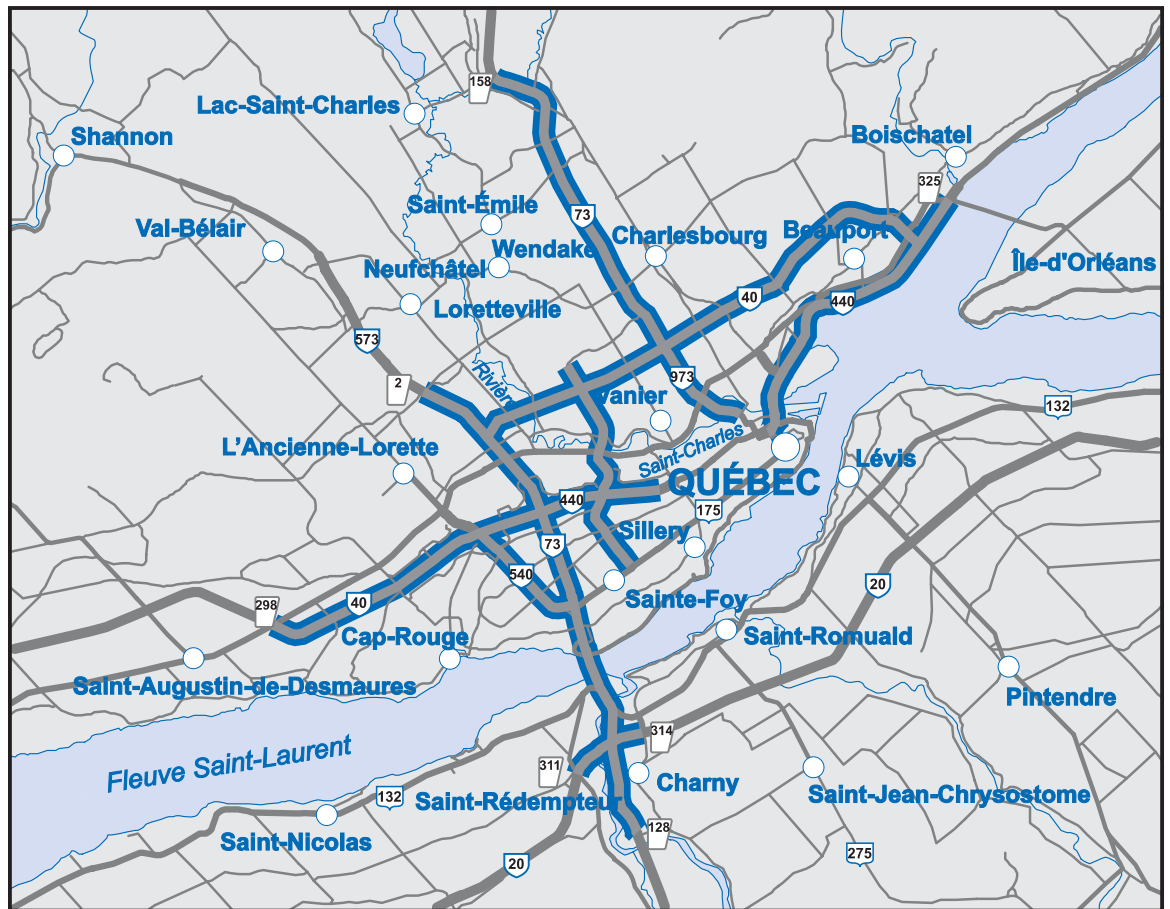 158
Lac-Saint-Charles
Shannon
Boischatel
325
Saint-Émile
73
Val-Bélair
Wendake
Charlesbourg
Beauport
Neufchâtel
Île-d'Orléans
40
440
Loretteville
573
Rivièr
973
2
Vanier
132
Saint-Charles
L'Ancienne-Lorette
Lévis
QUÉBEC
440
175
Sillery
73
540
20
298
40
Sainte-Foy
Cap-Rouge
Saint-Romuald
Saint-Augustin-de-Desmaures
Pintendre
314
Fleuve Saint-Laurent
311
Charny
132
Saint-Rédempteur
Saint-Jean-Chrysostome
128
Saint-Nicolas
275
20